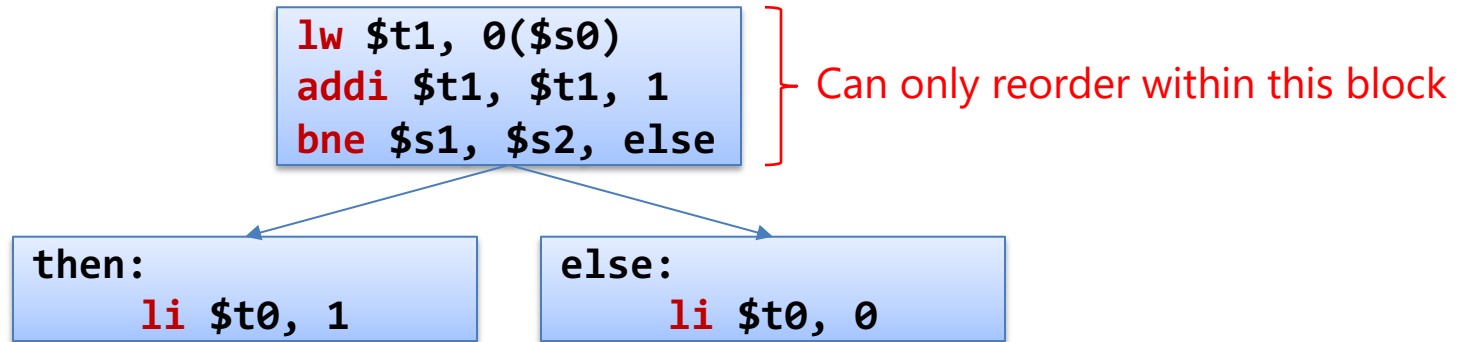 lw $t1, 0($s0)
addi $t1, $t1, 1
bne $s1, $s2, else
Can only reorder within this block
then:
li $t0, 1
else:
li $t0, 0